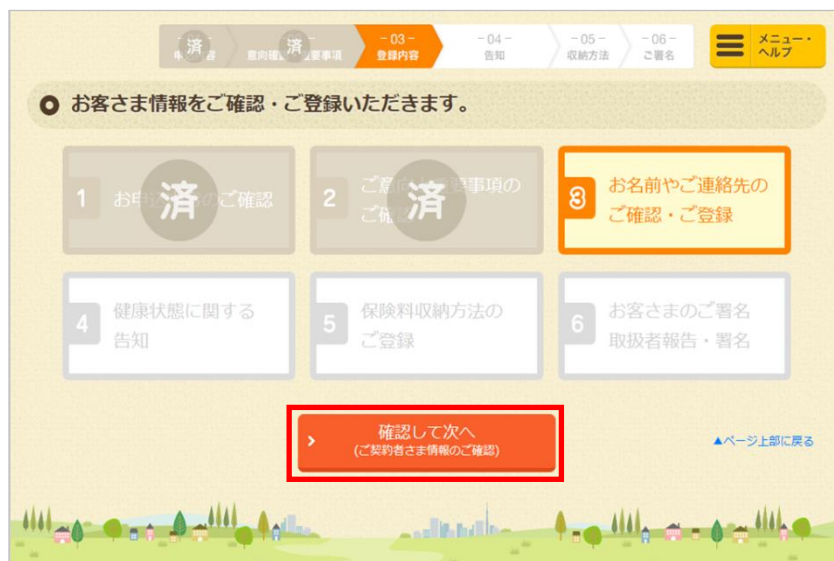 済
済
- 03 -
登録内容
- 04 -
告知
- 05 -
収納方法
- 06 -
ご署名
メニュー・
ヘルプ
お客さま情報をご確認・ご登録いただきます。
1
済
ご確認
2
済
要事項の
3
お名前やご連絡先の
ご確認・ご登録
4
健康状態に関する
告知
5
保険料収納方法の
ご登録
6
お客さまのご署名
取扱者報告・署名
確認して次へ
(ご契約者さま情報のご確認)
▲ページ上部に戻る